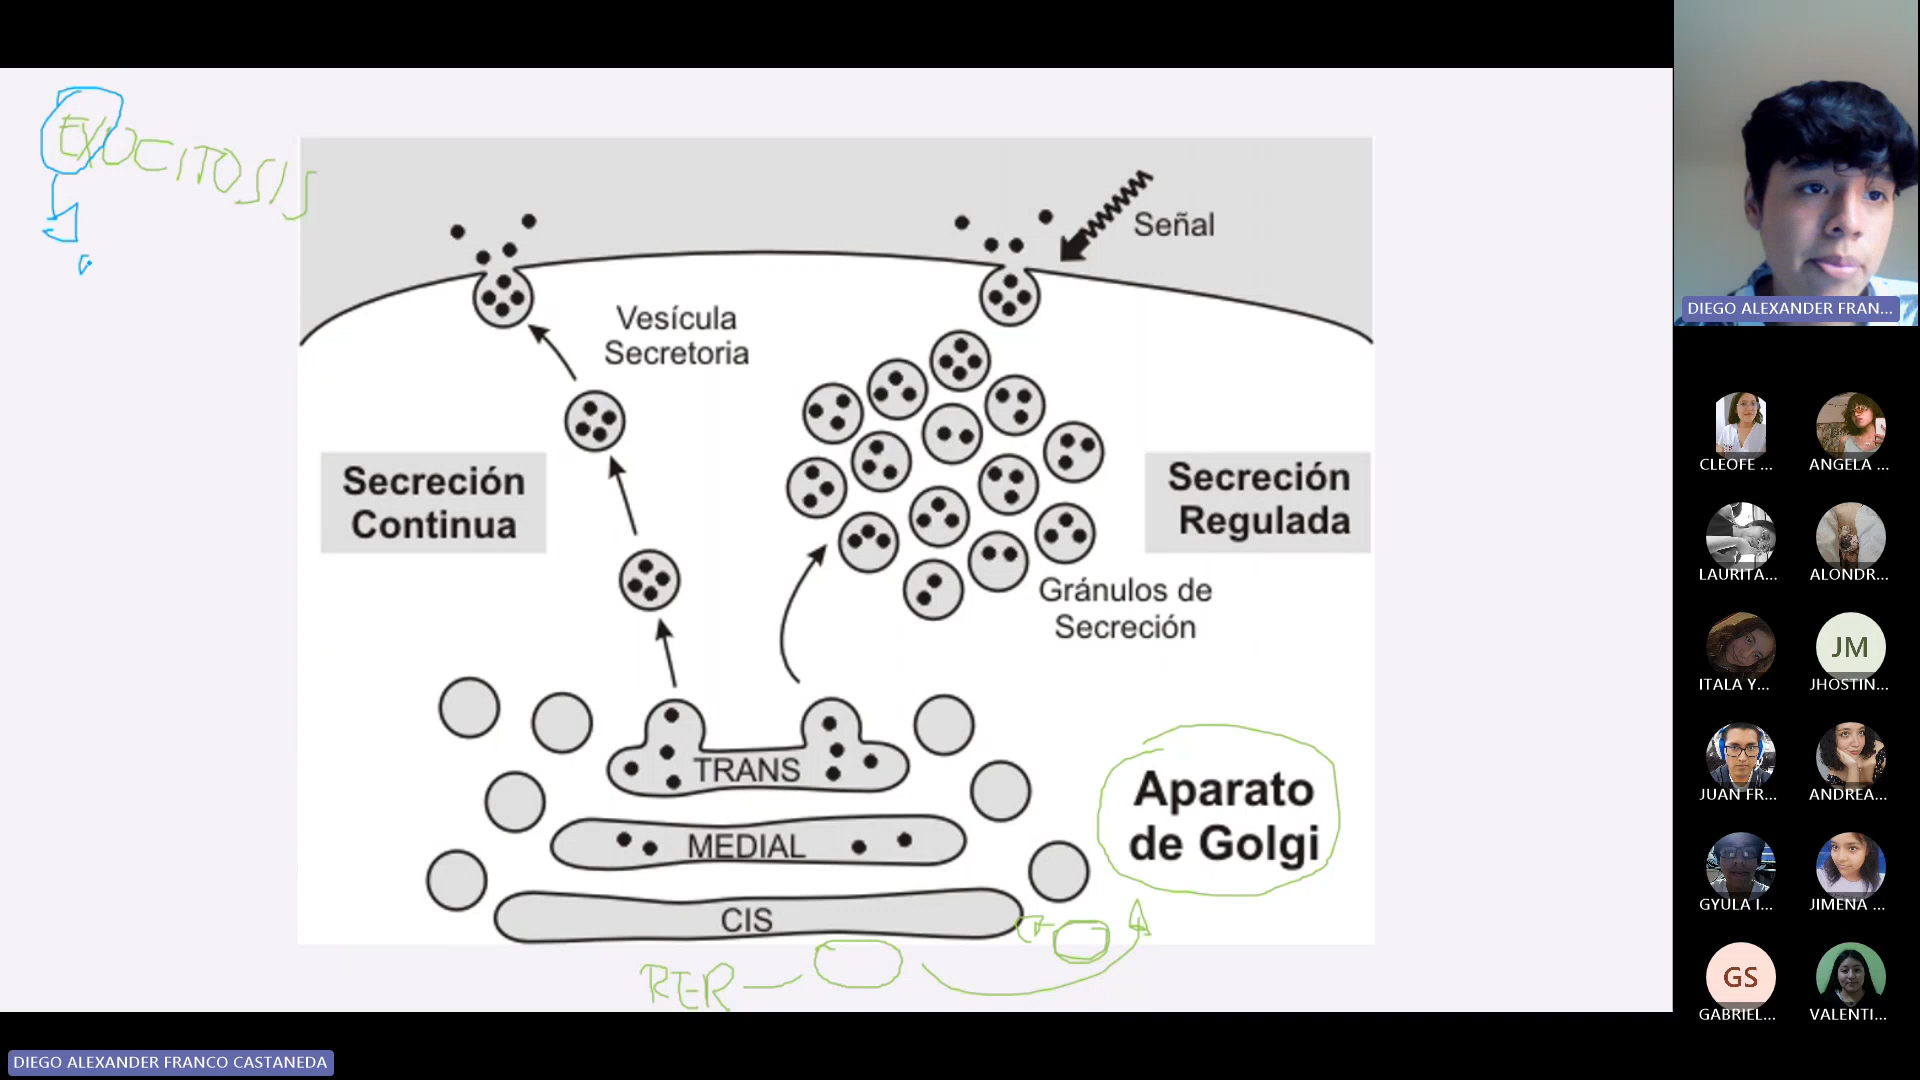 EXOCITOSIS
Señal
Vesícula
Secretoria
Secreción
Continua
Secreción
Regulada
Gránulos de
Secreción
TRANS
MEDIAL
CIS
Aparato
de Golgi
RER
DIEGO ALEXANDER FRAN...
CLEOFE ...
ANGELA ...
LAURITA...
ALONDR...
ITALA Y...
JM
JHOSTIN...
JUAN FR...
ANDREA...
GYULA I...
JIMENA ...
GS
GABRIEL...
VALENTI...
DIEGO ALEXANDER FRANCO CASTANEDA